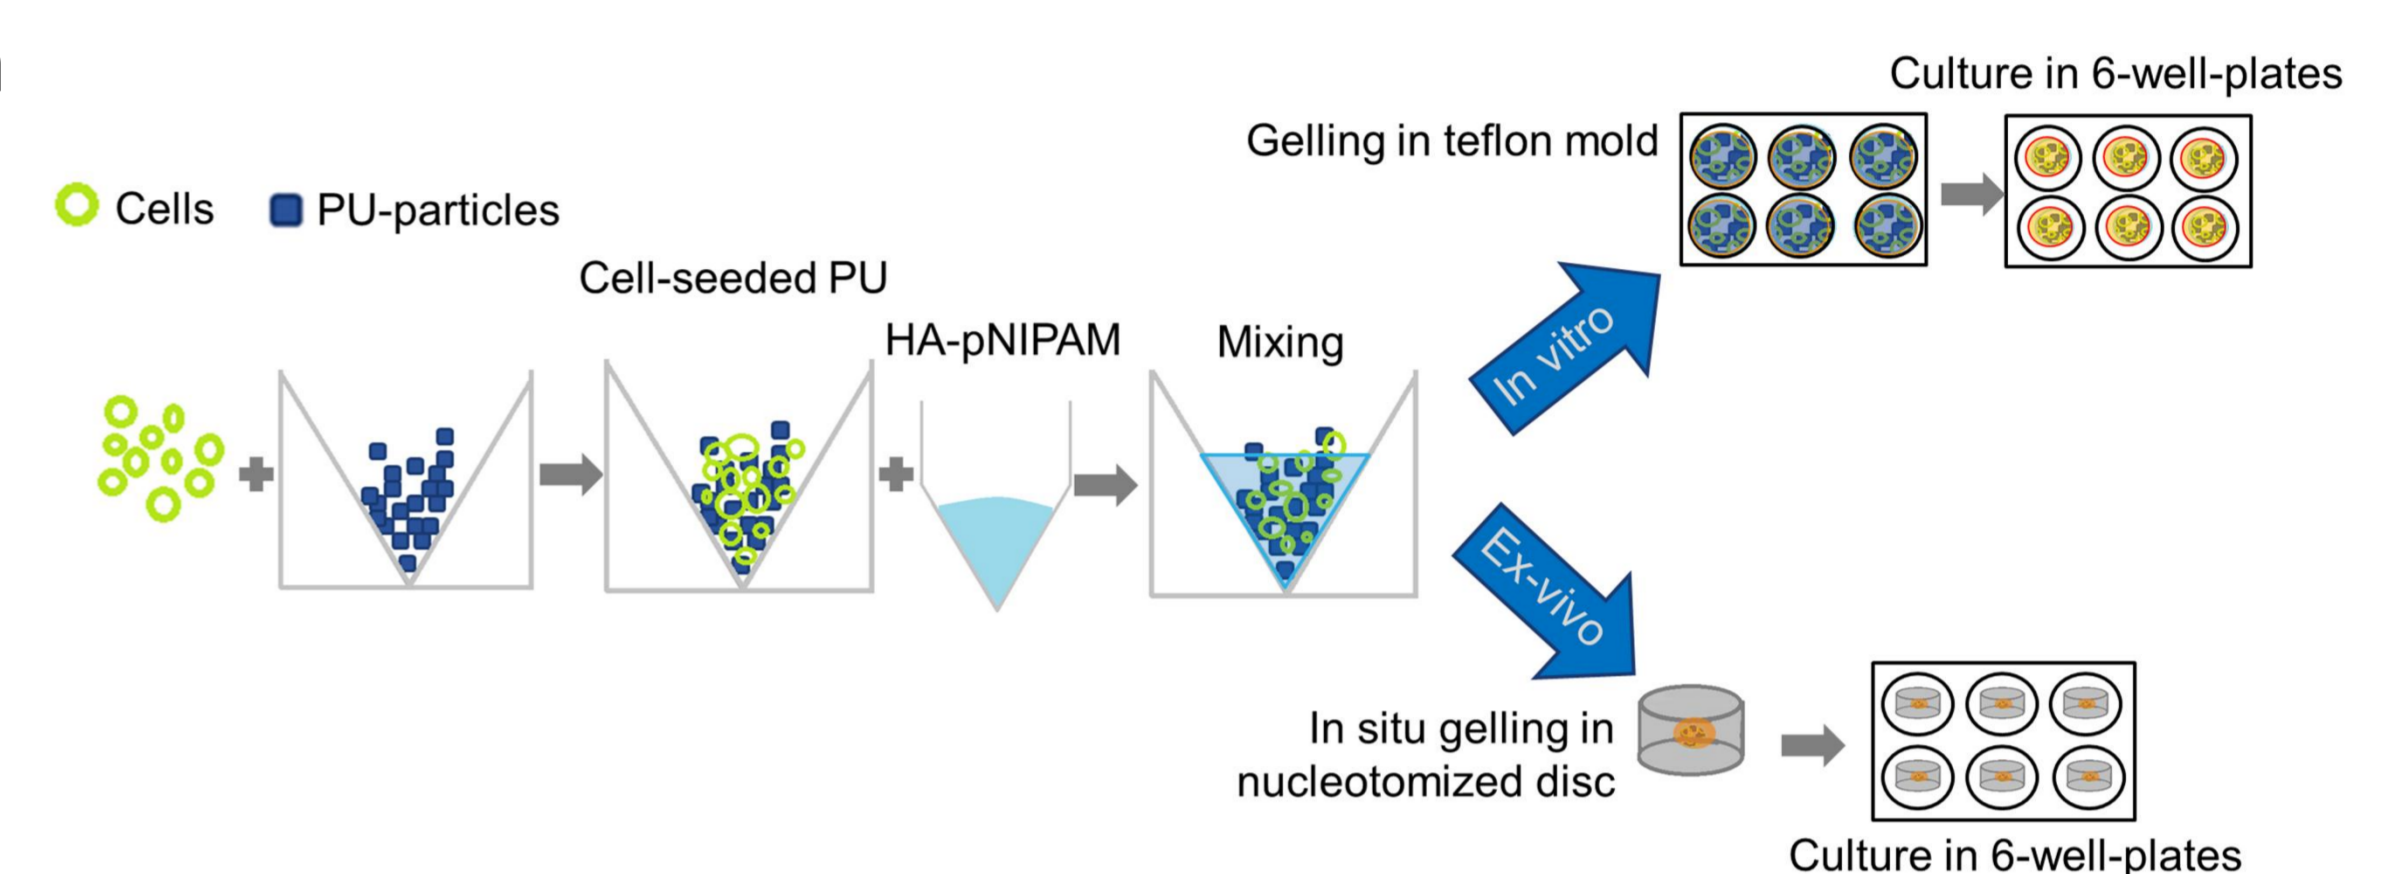 Culture in 6-well-plates
Gelling in teflon mold
Cells
PU-particles
Cell-seeded PU
HA-pNIPAM
Mixing
In vitro
Ex-vivo
In situ gelling in
nucleotomized disc
Culture in 6-well-plates